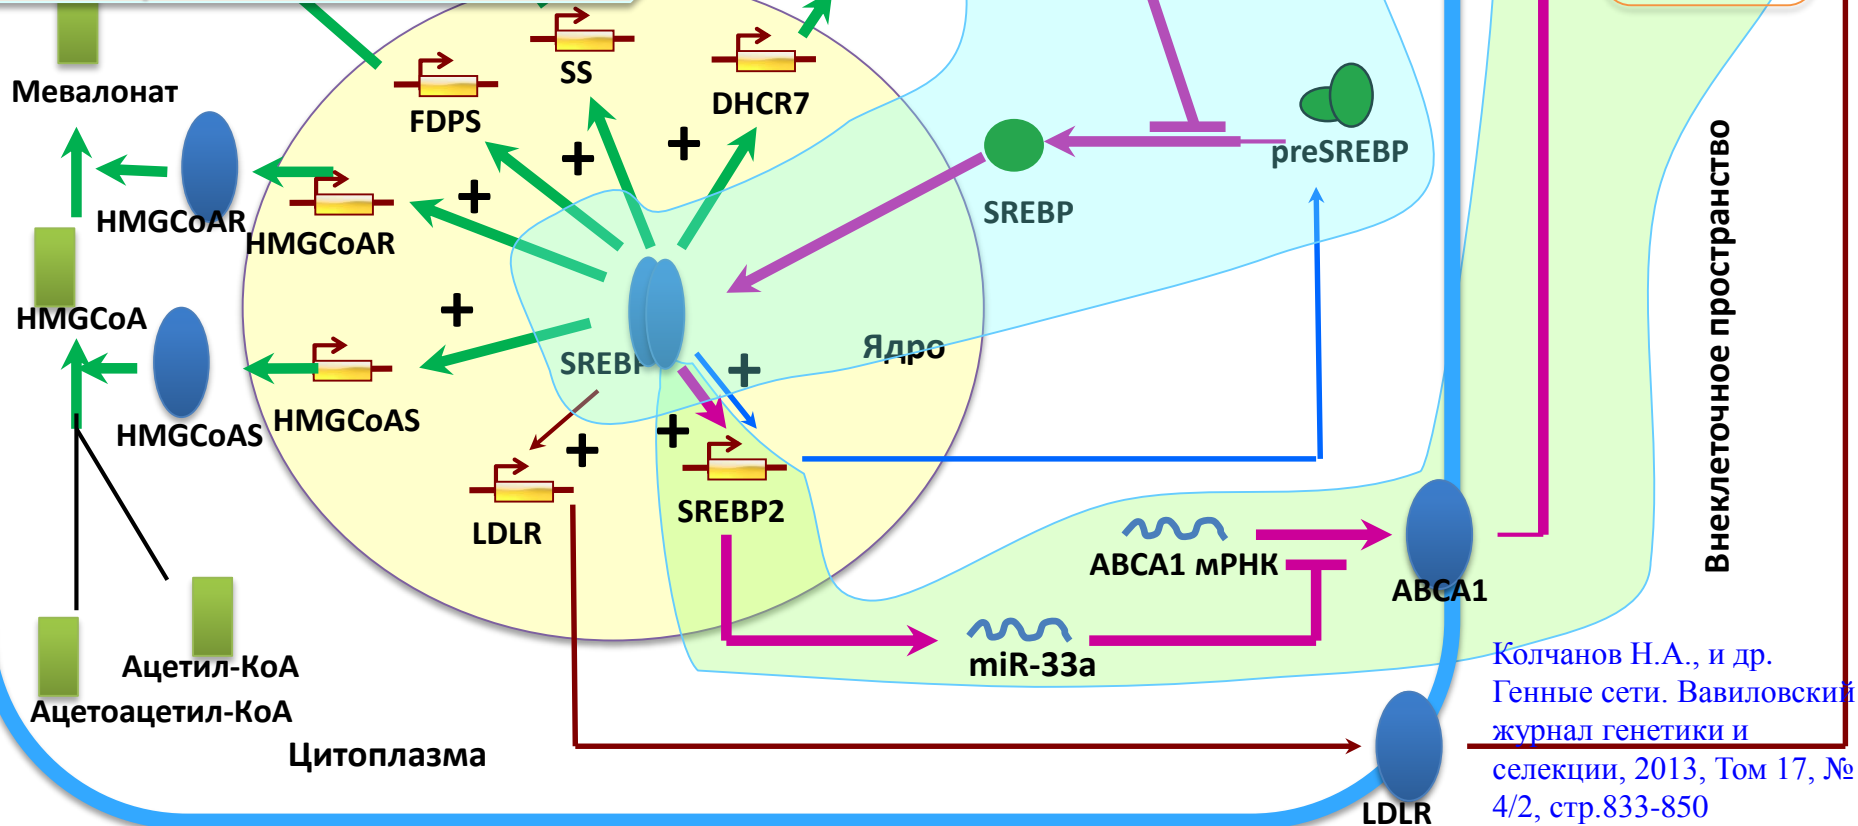 SS
Мевалонат
FDPS
DHCR7
+
+
preSREBP
HMGCoAR
HMGCoAR
+
SREBP
Внеклеточное пространство
HMGCoA
+
Ядро
SREBP
+
HMGCoAS
HMGCoAS
+
+
LDLR
SREBP2
ABCA1 мРНК
ABCA1
miR-33a
Ацетил-КоА
Ацетоацетил-КоА
Цитоплазма
LDLR
Колчанов Н.А., и др.
Генные сети. Вавиловский
журнал генетики и
селекции, 2013, Том 17, №
4/2, стр.833-850